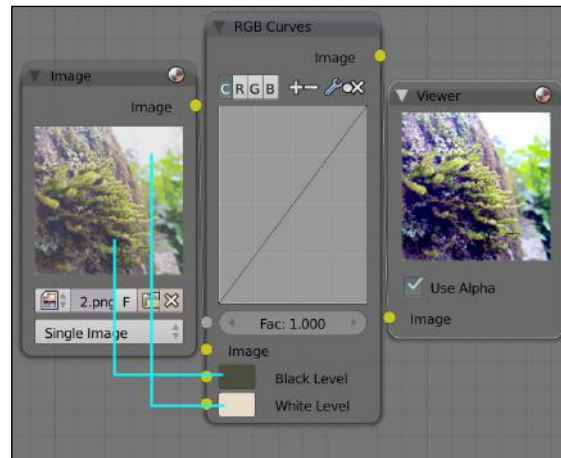 Image
Image
2.png F
Single Image
RGB Curves
Image
C R G B
Fac: 1.000
Image
Black Level
White Level
Viewer
Use Alpha
Image